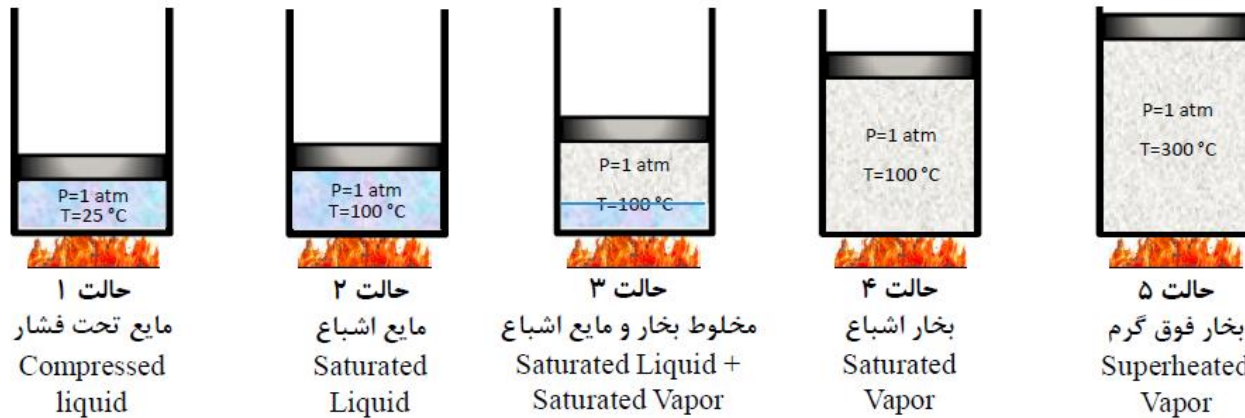 P=1 atm
T=25 °C
P=1 atm
T=100 °C
P=1 atm
T=100 °C
P=1 atm
T=100 °C
P=1 atm
T=300 °C
حالت ۱
مایع تحت فشار
Compressed
liquid
حالت ۲
مایع اشباع
Saturated
Liquid
حالت ۳
مخلوط بخار و مایع اشباع
Saturated Liquid +
Saturated Vapor
حالت ۴
بخار اشباع
Saturated
Vapor
حالت ۵
بخار فوق گرم
Superheated
Vapor